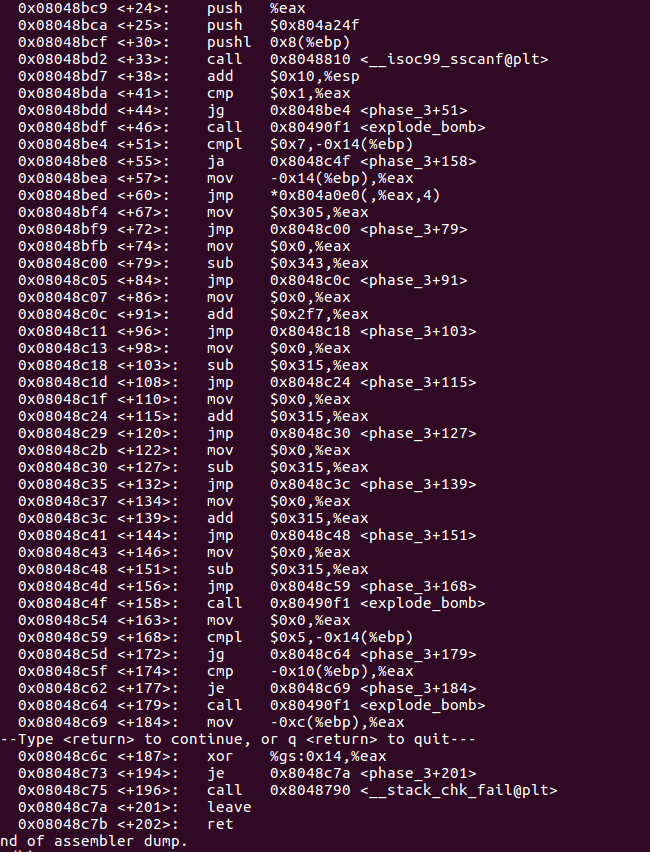 0x08048bc9 <+24>: push %eax
0x08048bca <+25>: push $0x804a24f
0x08048bcf <+30>: pushl 0x8(%ebp)
0x08048bd2 <+33>: call 0x8048810 <__isoc99_sscanf@plt>
0x08048bd7 <+38>: add $0x10,%esp
0x08048bda <+41>: cmp $0x1,%eax
0x08048bdd <+44>: jg 0x8048be4 <phase_3+51>
0x08048bdf <+46>: call 0x80490f1 <explode_bomb>
0x08048be4 <+51>: cmpl $0x7,-0x14(%ebp)
0x08048be8 <+55>: ja 0x8048c4f <phase_3+158>
0x08048bea <+57>: mov -0x14(%ebp),%eax
0x08048bed <+60>: jmp *0x804a0e0(,%eax,4)
0x08048bf4 <+67>: mov $0x305,%eax
0x08048bf9 <+72>: jmp 0x8048c00 <phase_3+79>
0x08048bfb <+74>: mov $0x0,%eax
0x08048c00 <+79>: sub $0x343,%eax
0x08048c05 <+84>: jmp 0x8048c0c <phase_3+91>
0x08048c07 <+86>: mov $0x0,%eax
0x08048c0c <+91>: add $0x2f7,%eax
0x08048c11 <+96>: jmp 0x8048c18 <phase_3+103>
0x08048c13 <+98>: mov $0x0,%eax
0x08048c18 <+103>: sub $0x315,%eax
0x08048c1d <+108>: jmp 0x8048c24 <phase_3+115>
0x08048c1f <+110>: mov $0x0,%eax
0x08048c24 <+115>: add $0x315,%eax
0x08048c29 <+120>: jmp 0x8048c30 <phase_3+127>
0x08048c2b <+122>: mov $0x0,%eax
0x08048c30 <+127>: sub $0x315,%eax
0x08048c35 <+132>: jmp 0x8048c3c <phase_3+139>
0x08048c37 <+134>: mov $0x0,%eax
0x08048c3c <+139>: add $0x315,%eax
0x08048c41 <+144>: jmp 0x8048c48 <phase_3+151>
0x08048c43 <+146>: mov $0x0,%eax
0x08048c48 <+151>: sub $0x315,%eax
0x08048c4d <+156>: jmp 0x8048c59 <phase_3+168>
0x08048c4f <+158>: call 0x80490f1 <explode_bomb>
0x08048c54 <+163>: mov $0x0,%eax
0x08048c59 <+168>: cmpl $0x5,-0x14(%ebp)
0x08048c5d <+172>: jg 0x8048c64 <phase_3+179>
0x08048c5f <+174>: cmp -0x10(%ebp),%eax
0x08048c62 <+177>: je 0x8048c69 <phase_3+184>
0x08048c64 <+179>: call 0x80490f1 <explode_bomb>
0x08048c69 <+184>: mov -0xc(%ebp),%eax
--Type <return> to continue, or q <return> to quit---
0x08048c6c <+187>: xor %gs:0x14,%eax
0x08048c73 <+194>: je 0x8048c7a <phase_3+201>
0x08048c75 <+196>: call 0x8048790 <__stack_chk_fail@plt>
0x08048c7a <+201>: leave
0x08048c7b <+202>: ret
nd of assembler dump.